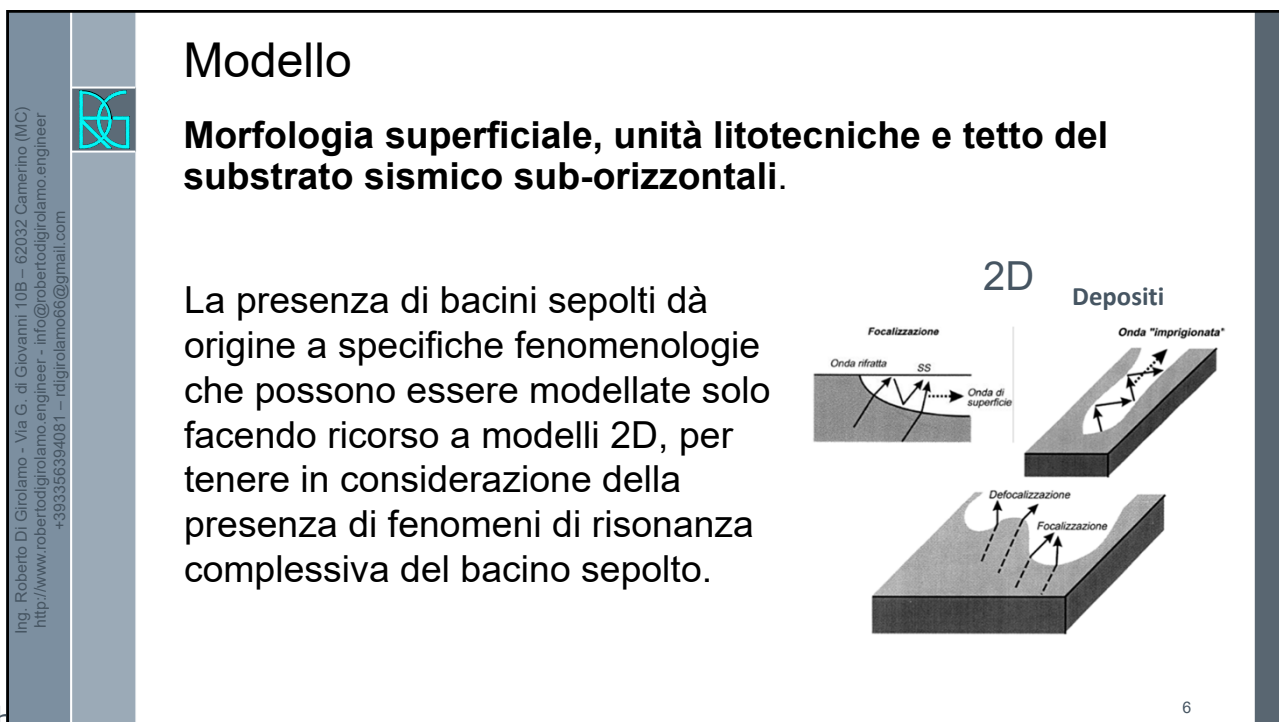 Modello
Morfologia superficiale, unità litotecniche e tetto del
substrato sismico sub-orizzontali.
La presenza di bacini sepolti dà
origine a specifiche fenomenologie
che possono essere modellate solo
facendo ricorso a modelli 2D, per
tenere in considerazione della
presenza di fenomeni di risonanza
complessiva del bacino sepolto.
2D
Depositi
Focalizzazione
Onda "imprigionata"
Onda rifratta
SS
Onda di
superficie
Defocalizzazione
Focalizzazione
Ing. Roberto Di Girolamo - Via G. di Giovanni 10B – 62032 Camerino (MC)
http://www.robertodigirolamo.engineer - info@robertodigirolamo.engineer
+393356394081 – rdigirolamo66@gmail.com
6